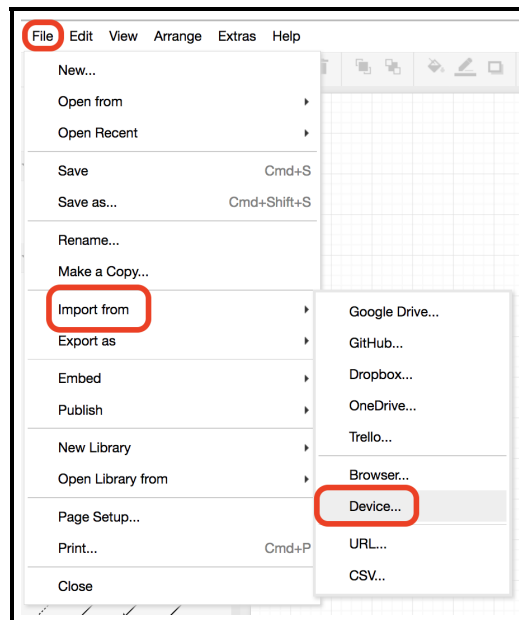 File Edit View Arrange Extras Help
New...
Open from
Open Recent
Save Cmd+S
Save as... Cmd+Shift+S
Rename...
Make a Copy...
Import from
Export as
Embed
Publish
New Library
Open Library from
Page Setup...
Print... Cmd+P
Close
Google Drive...
GitHub...
Dropbox...
OneDrive...
Trello...
Browser...
Device...
URL...
CSV...